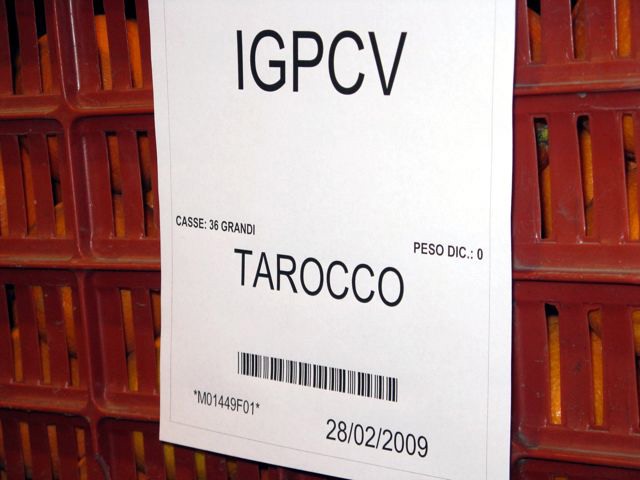 IGPCV
CASSE: 36 GRANDI
PESO DIC.: 0
TAROCCO
*M01449F01*
28/02/2009